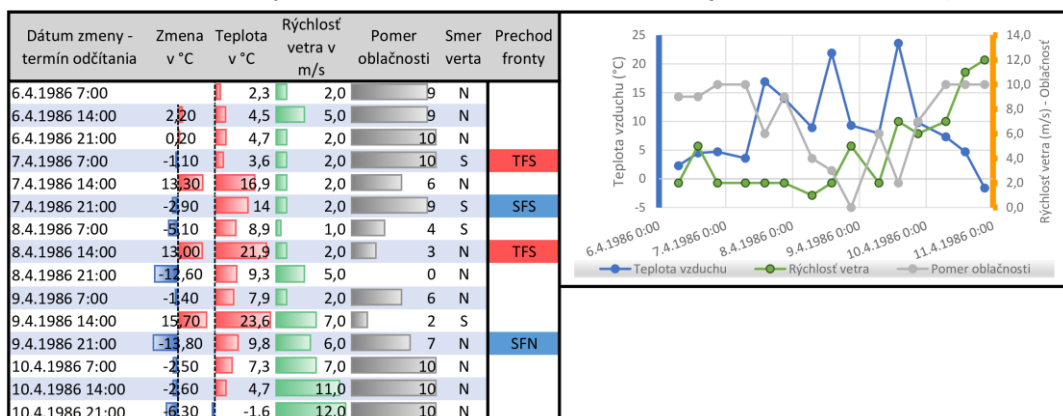 Dátum zmeny - termín odčítania Zmena v °C Teplota v °C Rýchlosť vetra v m/s Pomer oblačnosti Smer verta Prechod fronty
6.4.1986 7:00 2,3 2,0 9 N
6.4.1986 14:00 2,20 4,5 5,0 9 N
6.4.1986 21:00 0,20 4,7 2,0 10 N
7.4.1986 7:00 -1,10 3,6 2,0 10 S TFS
7.4.1986 14:00 13,30 16,9 2,0 6 N
7.4.1986 21:00 -2,90 14 2,0 9 S SFS
8.4.1986 7:00 -5,10 8,9 1,0 4 S
8.4.1986 14:00 13,00 21,9 2,0 3 N TFS
8.4.1986 21:00 -12,60 9,3 5,0 0 N
9.4.1986 7:00 -1,40 7,9 2,0 6 N
9.4.1986 14:00 15,70 23,6 7,0 2 S
9.4.1986 21:00 -13,80 9,8 6,0 7 N SFN
10.4.1986 7:00 -2,50 7,3 7,0 10 N
10.4.1986 14:00 -2,60 4,7 11,0 10 N
10.4.1986 21:00 -6,30 -1,6 12,0 10 N
Teplota vzduchu (°C)
25
20
15
10
5
0
-5
14,0
12,0
10,0
8,0
6,0
4,0
2,0
0,0
Rýchlosť vetra (m/s) - Oblačnosť
6.4.1986 0:00
7.4.1986 0:00
8.4.1986 0:00
9.4.1986 0:00
10.4.1986 0:00
11.4.1986 0:00
Teplota vzduchu Rýchlosť vetra Pomer oblačnosti